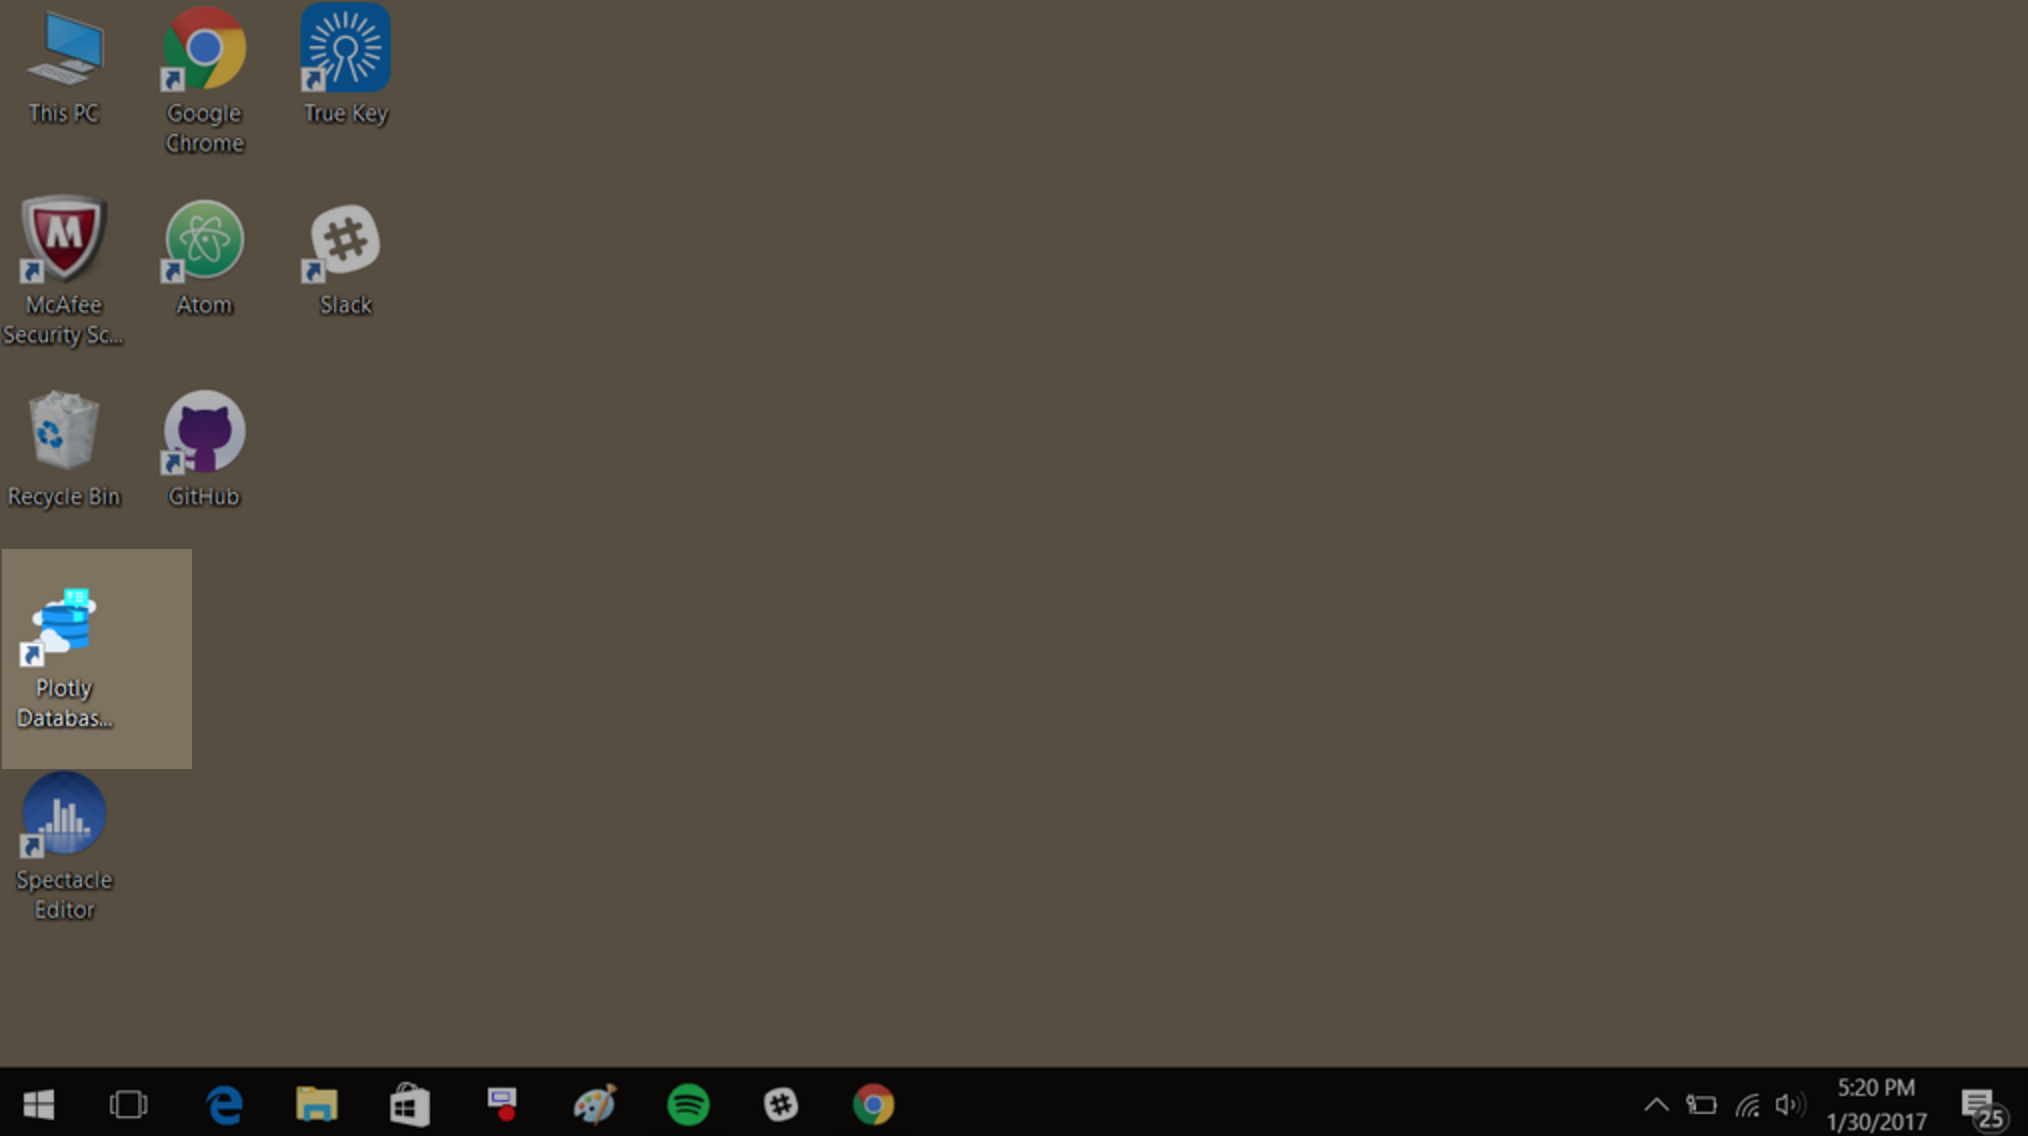 This PC
Google
Chrome
True Key
McAfee
Security Sc...
Atom
Slack
Recycle Bin
GitHub
Plotly
Databas...
Spectacle
Editor
5:20 PM
1/30/2017
25